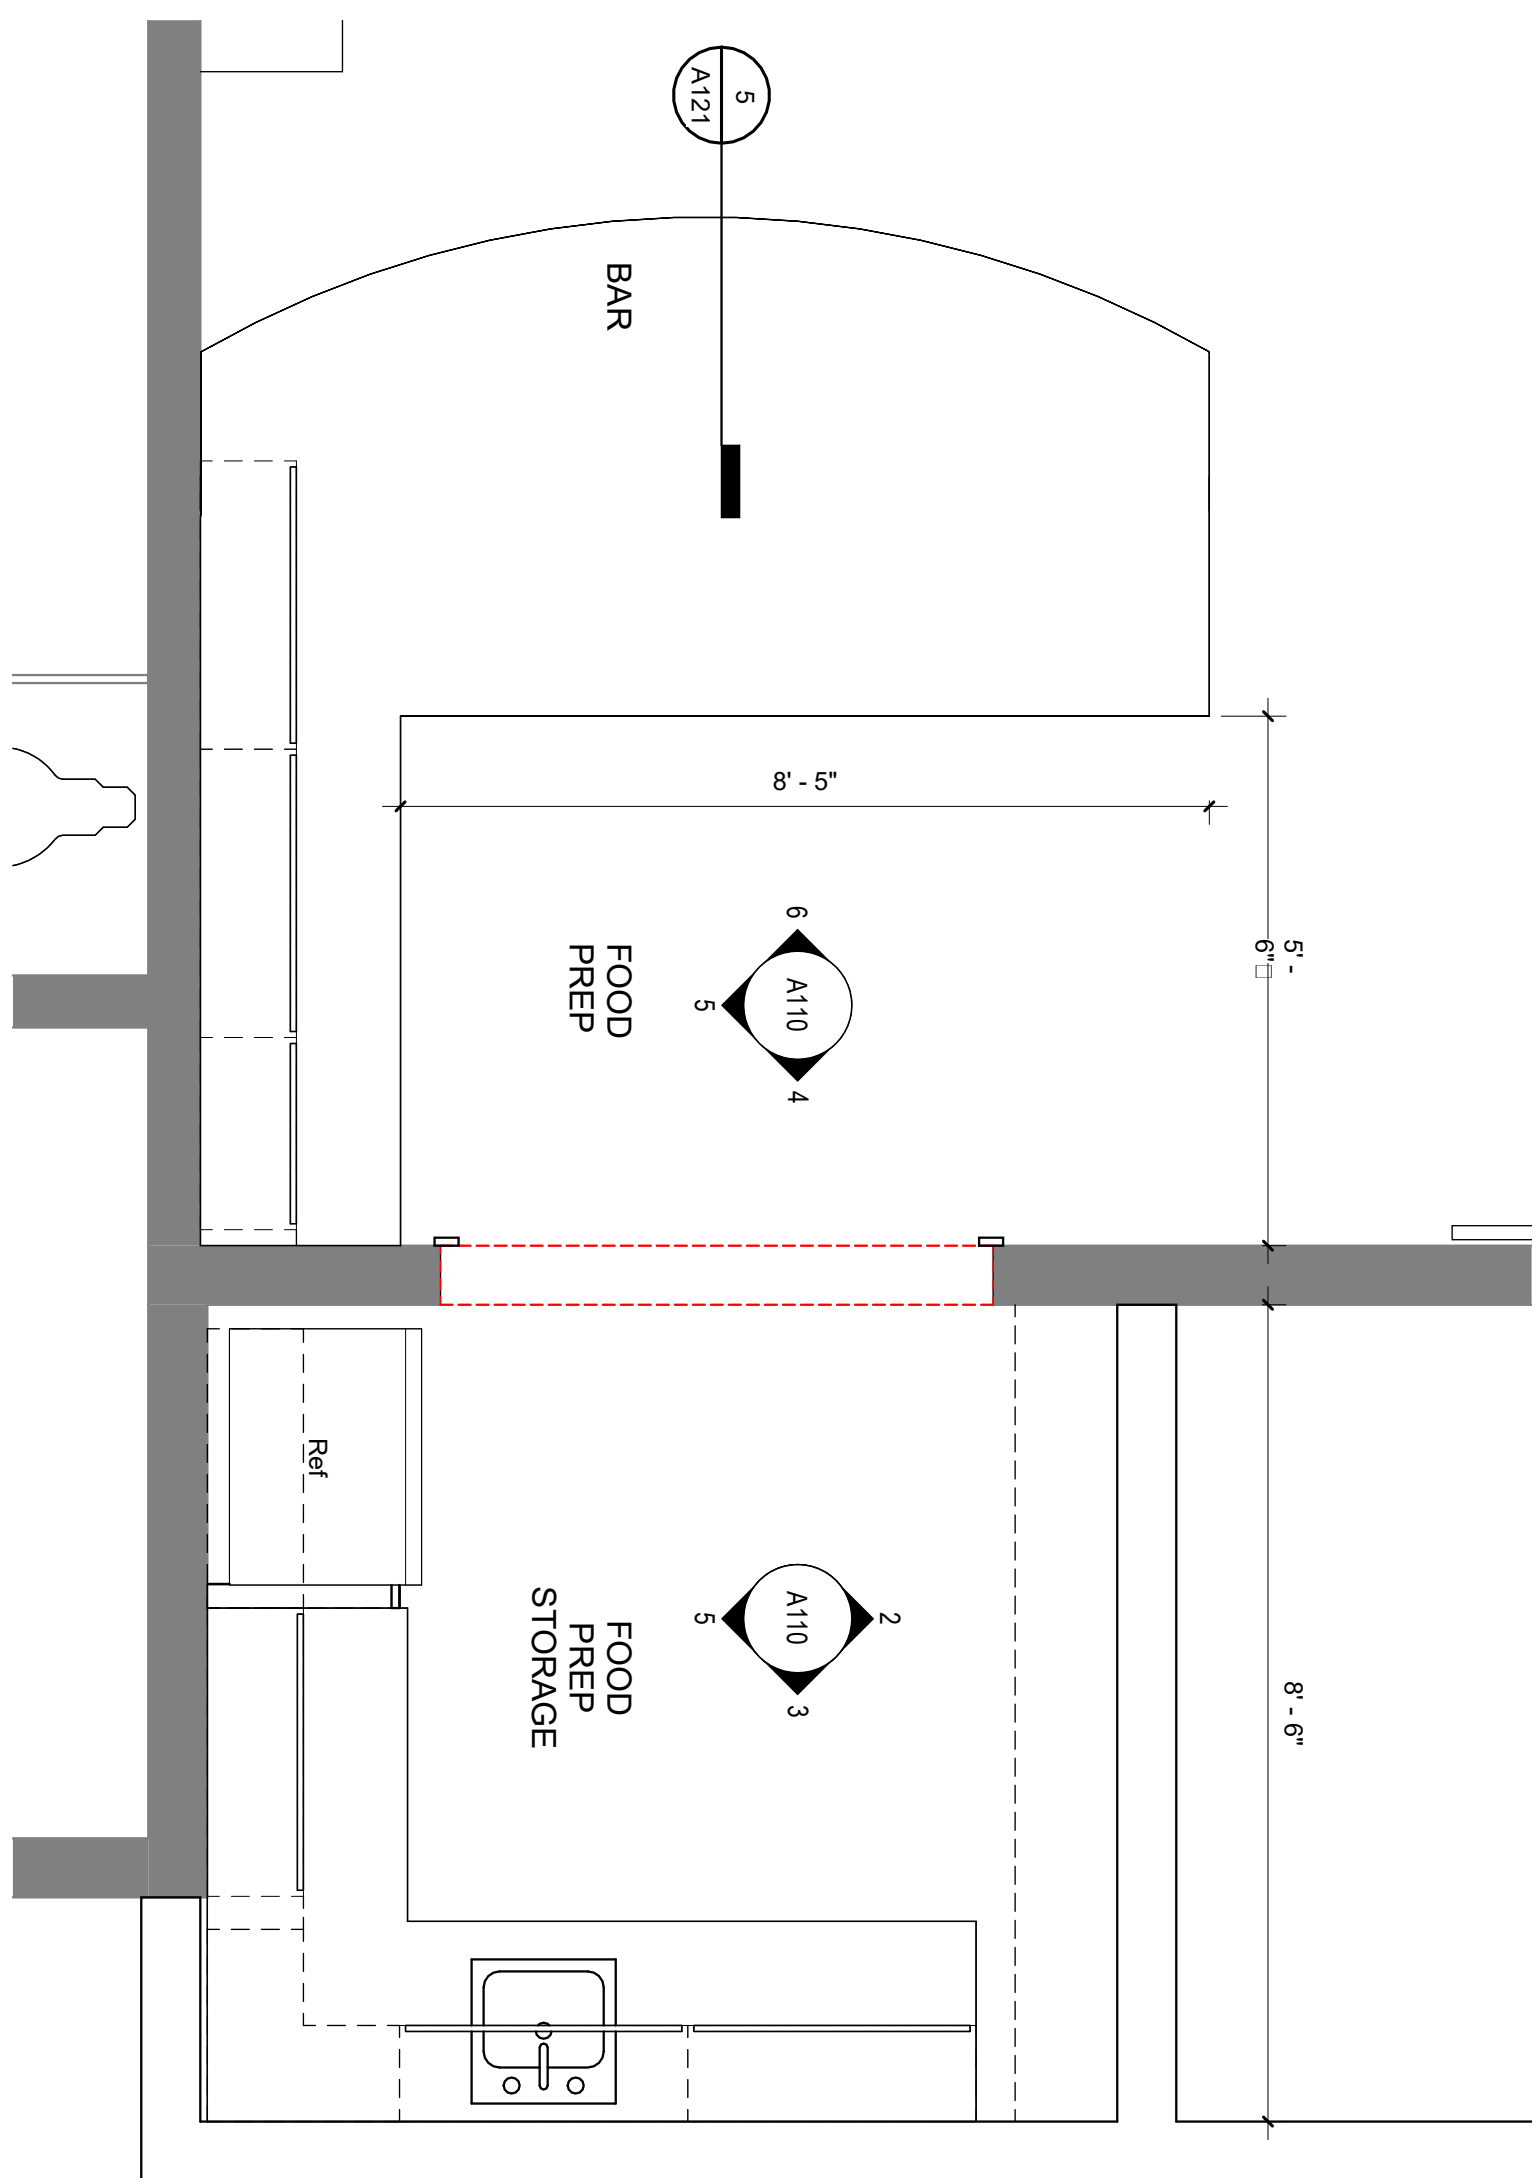 5
A121
BAR
8' - 5"
6
A110
5
4
FOOD
PREP
5' -
6"
Ref
A110
2
5
3
FOOD
PREP
STORAGE
8' - 6"